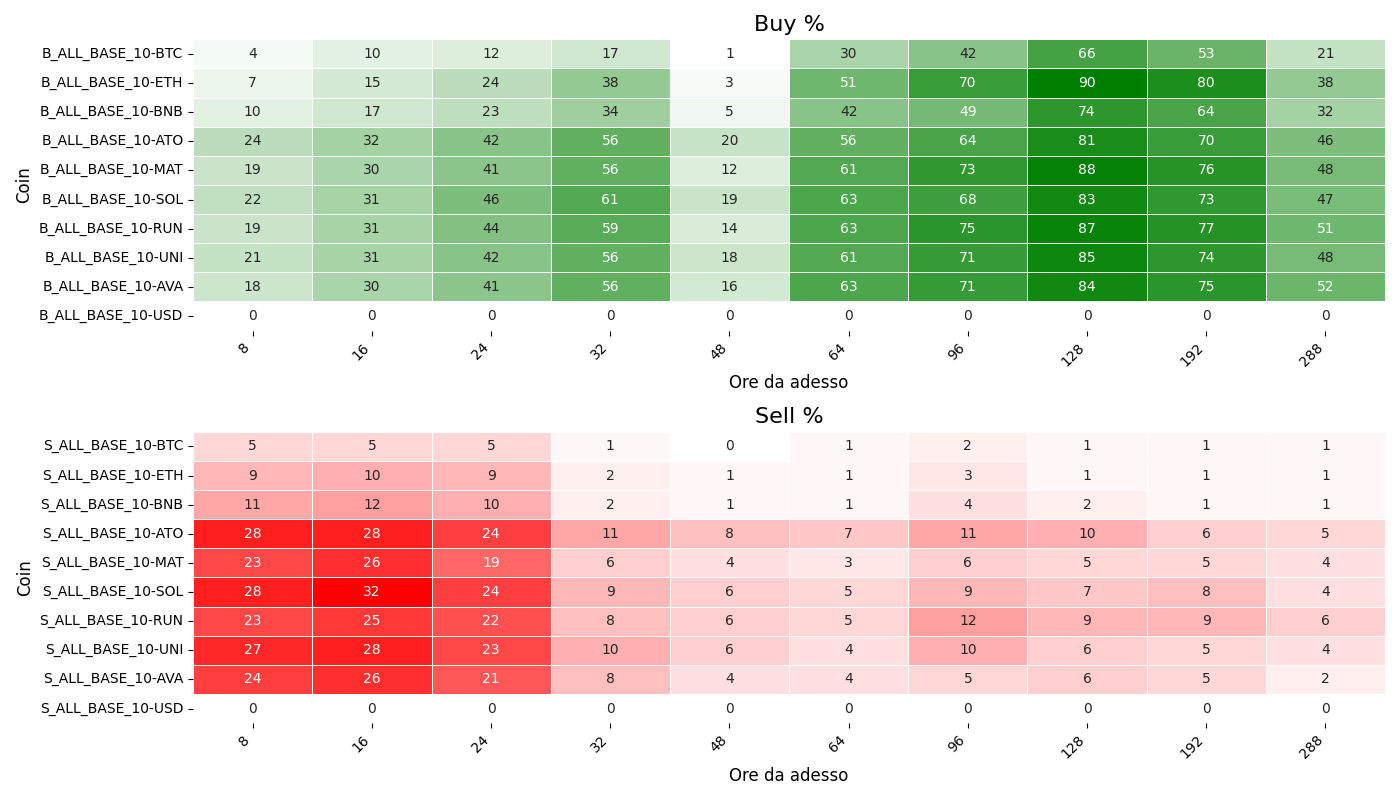 Buy %
Coin
B_ALL_BASE_10-BTC 4 10 12 17 1 30 42 66 53 21
B_ALL_BASE_10-ETH 7 15 24 38 3 51 70 90 80 38
B_ALL_BASE_10-BNB 10 17 23 34 5 42 49 74 64 32
B_ALL_BASE_10-ATO 24 32 42 56 20 56 64 81 70 46
B_ALL_BASE_10-MAT 19 30 41 56 12 61 73 88 76 48
B_ALL_BASE_10-SOL 22 31 46 61 19 63 68 83 73 47
B_ALL_BASE_10-RUN 19 31 44 59 14 63 75 87 77 51
B_ALL_BASE_10-UNI 21 31 42 56 18 61 71 85 74 48
B_ALL_BASE_10-AVA 18 30 41 56 16 63 71 84 75 52
B_ALL_BASE_10-USD 0 0 0 0 0 0 0 0 0 0
8 16 24 32 48 64 96 128 192 288
Ore da adesso
Sell %
Coin
S_ALL_BASE_10-BTC 5 5 5 1 0 1 2 1 1 1
S_ALL_BASE_10-ETH 9 10 9 2 1 1 3 1 1 1
S_ALL_BASE_10-BNB 11 12 10 2 1 1 4 2 1 1
S_ALL_BASE_10-ATO 28 28 24 11 8 7 11 10 6 5
S_ALL_BASE_10-MAT 23 26 19 6 4 3 6 5 5 4
S_ALL_BASE_10-SOL 28 32 24 9 6 5 9 7 8 4
S_ALL_BASE_10-RUN 23 25 22 8 6 5 12 9 9 6
S_ALL_BASE_10-UNI 27 28 23 10 6 4 10 6 5 4
S_ALL_BASE_10-AVA 24 26 21 8 4 4 5 6 5 2
S_ALL_BASE_10-USD 0 0 0 0 0 0 0 0 0 0
8 16 24 32 48 64 96 128 192 288
Ore da adesso